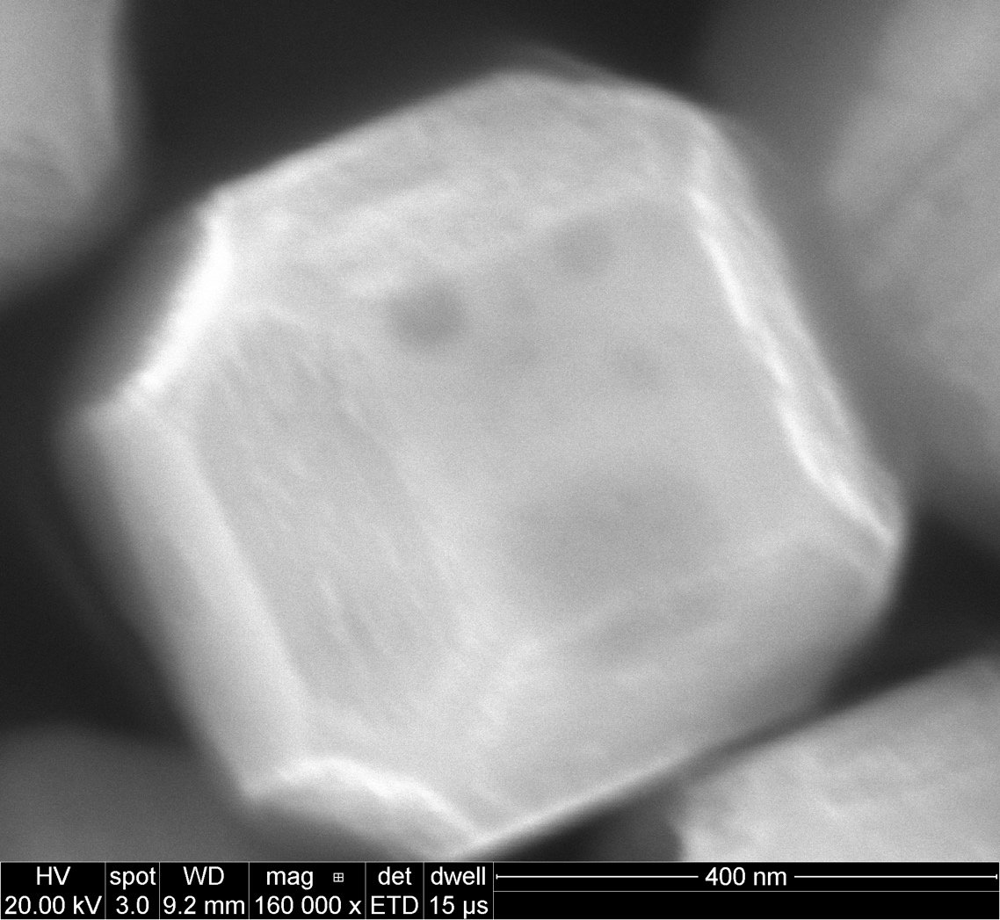 HV spot WD mag ⊞ det dwell 400 nm
20.00 kV 3.0 9.2 mm 160 000 x ETD 15 µs